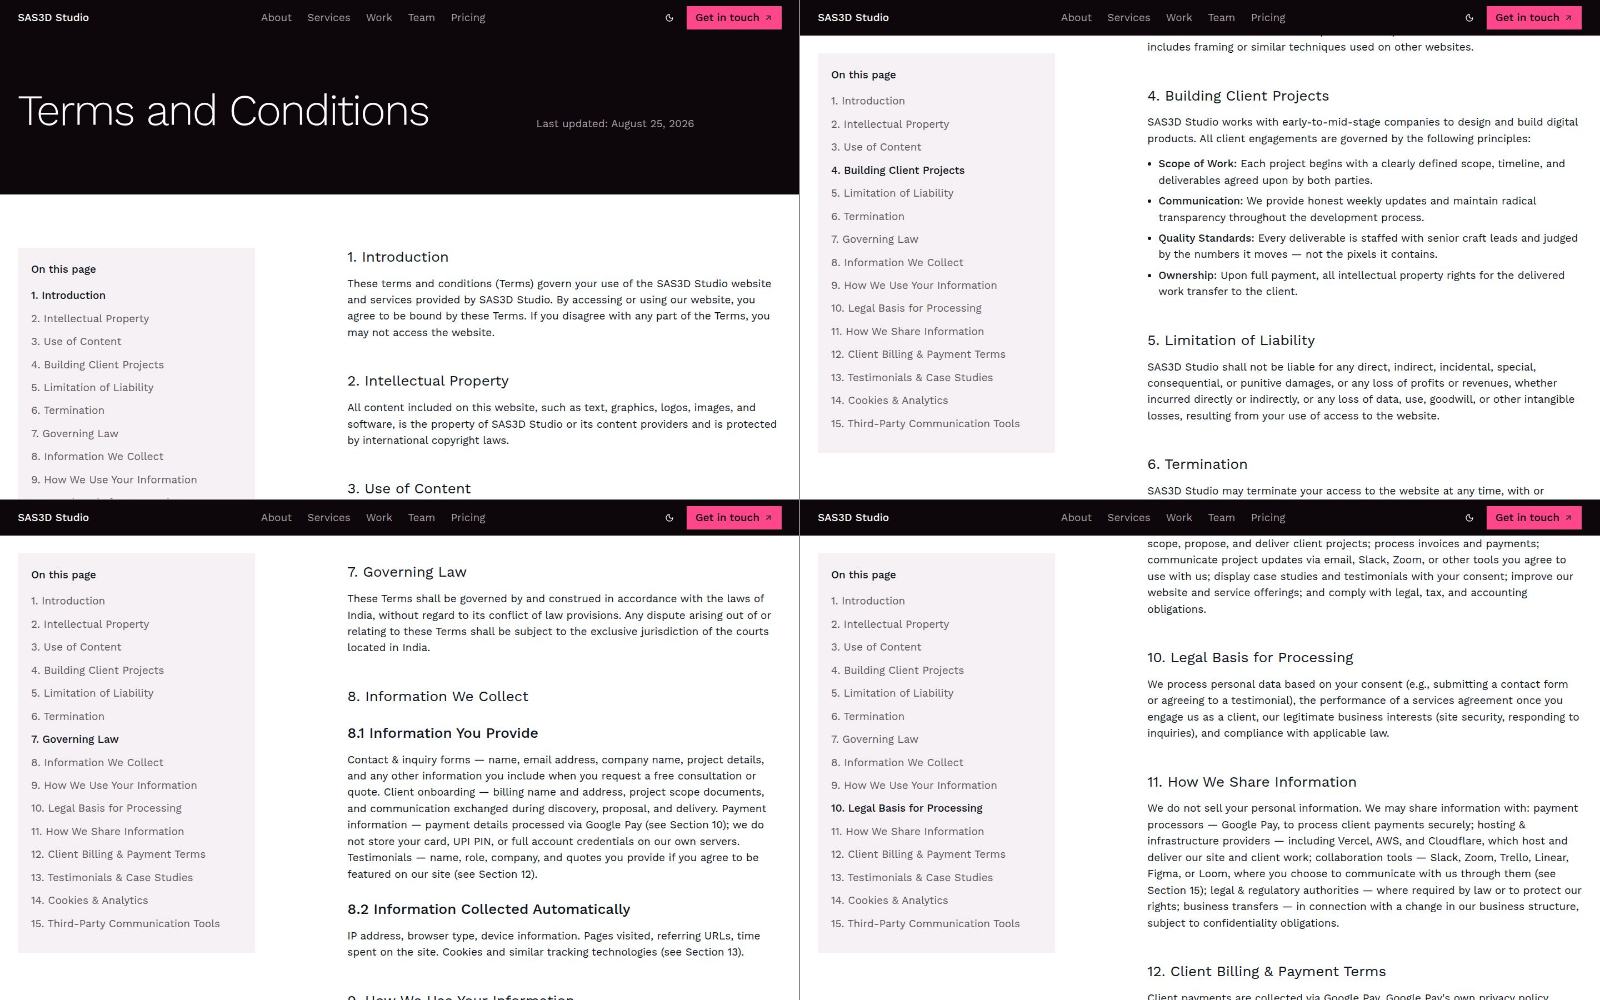 SAS3D Studio
About Services Work Team Pricing
Get in touch
Terms and Conditions
Last updated: August 25, 2026
On this page
1. Introduction
2. Intellectual Property
3. Use of Content
4. Building Client Projects
5. Limitation of Liability
6. Termination
7. Governing Law
8. Information We Collect
9. How We Use Your Information
1. Introduction
These terms and conditions (Terms) govern your use of the SAS3D Studio website
and services provided by SAS3D Studio. By accessing or using our website, you
agree to be bound by these Terms. If you disagree with any part of the Terms, you
may not access the website.
2. Intellectual Property
All content included on this website, such as text, graphics, logos, images, and
software, is the property of SAS3D Studio or its content providers and is protected
by international copyright laws.
3. Use of Content
SAS3D Studio
About Services Work Team Pricing
Get in touch
On this page
1. Introduction
2. Intellectual Property
3. Use of Content
4. Building Client Projects
5. Limitation of Liability
6. Termination
7. Governing Law
8. Information We Collect
9. How We Use Your Information
10. Legal Basis for Processing
11. How We Share Information
12. Client Billing & Payment Terms
13. Testimonials & Case Studies
14. Cookies & Analytics
15. Third-Party Communication Tools
includes framing or similar techniques used on other websites.
4. Building Client Projects
SAS3D Studio works with early-to-mid-stage companies to design and build digital
products. All client engagements are governed by the following principles:
• Scope of Work: Each project begins with a clearly defined scope, timeline, and
deliverables agreed upon by both parties.
• Communication: We provide honest weekly updates and maintain radical
transparency throughout the development process.
• Quality Standards: Every deliverable is staffed with senior craft leads and judged
by the numbers it moves — not the pixels it contains.
• Ownership: Upon full payment, all intellectual property rights for the delivered
work transfer to the client.
5. Limitation of Liability
SAS3D Studio shall not be liable for any direct, indirect, incidental, special,
consequential, or punitive damages, or any loss of profits or revenues, whether
incurred directly or indirectly, or any loss of data, use, goodwill, or other intangible
losses, resulting from your use of access to the website.
6. Termination
SAS3D Studio may terminate your access to the website at any time, with or
SAS3D Studio
About Services Work Team Pricing
Get in touch
On this page
1. Introduction
2. Intellectual Property
3. Use of Content
4. Building Client Projects
5. Limitation of Liability
6. Termination
7. Governing Law
8. Information We Collect
9. How We Use Your Information
10. Legal Basis for Processing
11. How We Share Information
12. Client Billing & Payment Terms
13. Testimonials & Case Studies
14. Cookies & Analytics
15. Third-Party Communication Tools
7. Governing Law
These Terms shall be governed by and construed in accordance with the laws of
India, without regard to its conflict of law provisions. Any dispute arising out of or
relating to these Terms shall be subject to the exclusive jurisdiction of the courts
located in India.
8. Information We Collect
8.1 Information You Provide
Contact & inquiry forms — name, email address, company name, project details,
and any other information you include when you request a free consultation or
quote. Client onboarding — billing name and address, project scope documents,
and communication exchanged during discovery, proposal, and delivery. Payment
information — payment details processed via Google Pay (see Section 10); we do
not store your card, UPI PIN, or full account credentials on our own servers.
Testimonials — name, role, company, and quotes you provide if you agree to be
featured on our site (see Section 12).
8.2 Information Collected Automatically
IP address, browser type, device information. Pages visited, referring URLs, time
spent on the site. Cookies and similar tracking technologies (see Section 13).
9. How We Use Your Information
SAS3D Studio
About Services Work Team Pricing
Get in touch
On this page
1. Introduction
2. Intellectual Property
3. Use of Content
4. Building Client Projects
5. Limitation of Liability
6. Termination
7. Governing Law
8. Information We Collect
9. How We Use Your Information
10. Legal Basis for Processing
11. How We Share Information
12. Client Billing & Payment Terms
13. Testimonials & Case Studies
14. Cookies & Analytics
15. Third-Party Communication Tools
scope, propose, and deliver client projects; process invoices and payments;
communicate project updates via email, Slack, Zoom, or other tools you agree to
use with us; display case studies and testimonials with your consent; improve our
website and service offerings; and comply with legal, tax, and accounting
obligations.
10. Legal Basis for Processing
We process personal data based on your consent (e.g., submitting a contact form
or agreeing to a testimonial), the performance of a services agreement once you
engage us as a client, our legitimate business interests (site security, responding to
inquiries), and compliance with applicable law.
11. How We Share Information
We do not sell your personal information. We may share information with: payment
processors — Google Pay, to process client payments securely; hosting &
infrastructure providers — including Vercel, AWS, and Cloudflare, which host and
deliver our site and client work; collaboration tools — Slack, Zoom, Trello, Linear,
Figma, or Loom, where you choose to communicate with us through them (see
Section 15); legal & regulatory authorities — where required by law or to protect our
rights; business transfers — in connection with a change in our business structure,
subject to confidentiality obligations.
12. Client Billing & Payment Terms
Client payments are collected via Google Pay. Google Pay's own privacy policy